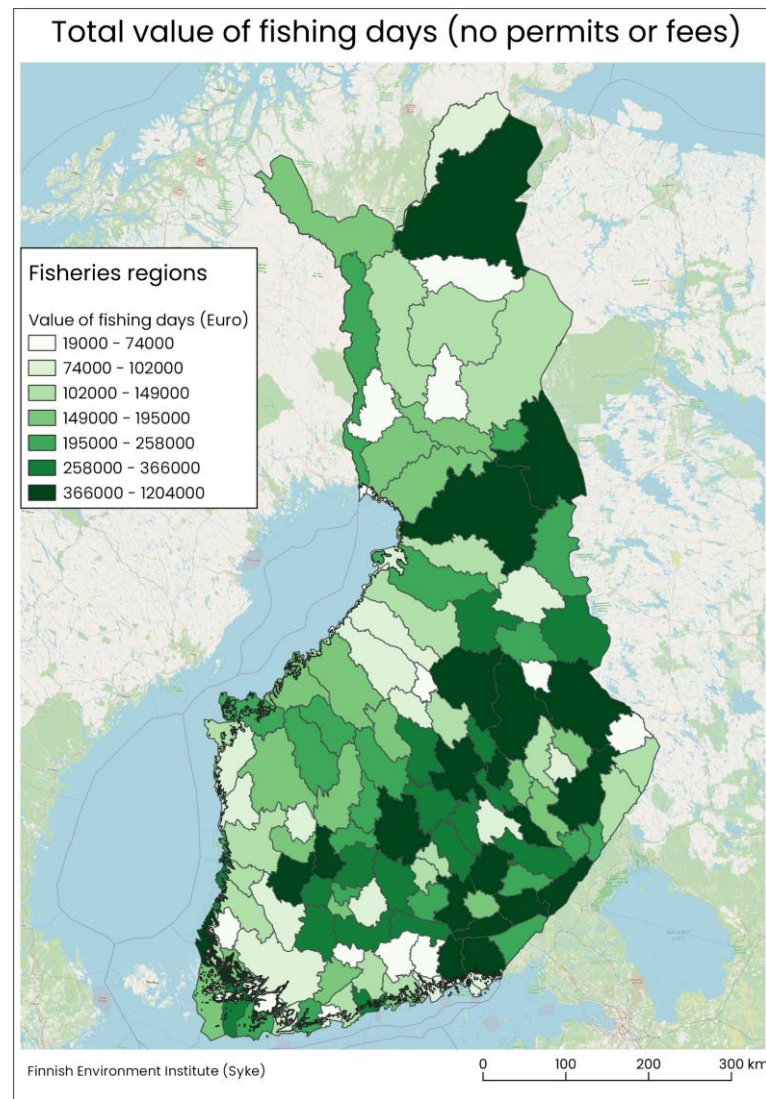 Total value of fishing days (no permits or fees)
Fisheries regions
Value of fishing days (Euro)
19000 - 74000
74000 - 102000
102000 - 149000
149000 - 195000
195000 - 258000
258000 - 366000
366000 - 1204000
Finnish Environment Institute (Syke)
0 100 200 300 km